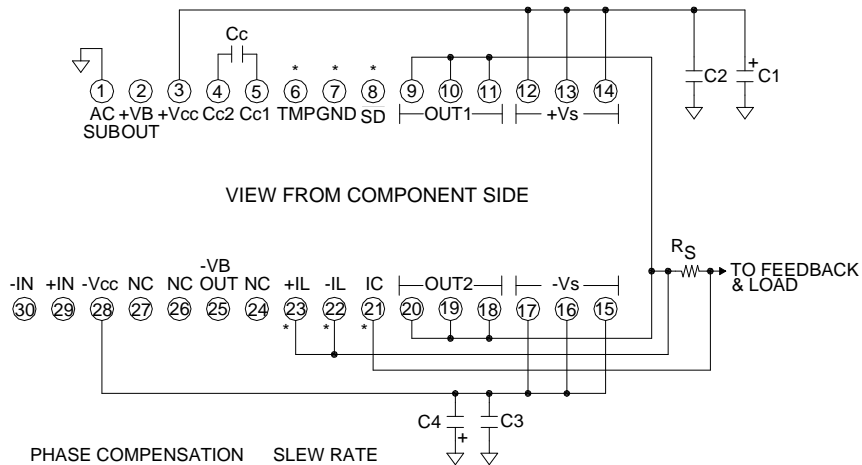 Cc
* * *
1 2 3 4 5 6 7 8 9 10 11 12 13 14
C2 + C1
AC +VB +Vcc Cc2 Cc1 TMP GND SD OUT1 +Vs
SUB OUT
VIEW FROM COMPONENT SIDE
RS
TO FEEDBACK
& LOAD
-VB
-IN +IN -Vcc NC NC OUT NC +IL -IL IC OUT2 -Vs
30 29 28 27 26 25 24 23 22 21 20 19 18 17 16 15
* * *
C4 + C3
PHASE COMPENSATION SLEW RATE